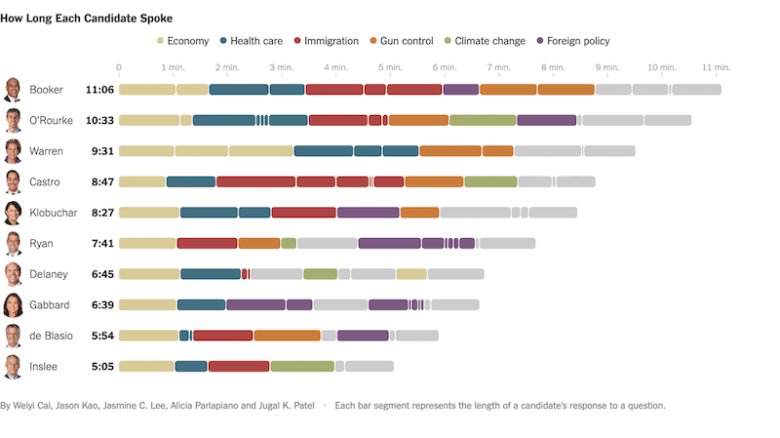 How Long Each Candidate Spoke
Economy Health care Immigration Gun control Climate change Foreign policy
0 1 min. 2 min. 3 min. 4 min. 5 min. 6 min. 7 min. 8 min. 9 min. 10 min. 11 min.
Booker 11:06
O'Rourke 10:33
Warren 9:31
Castro 8:47
Klobuchar 8:27
Ryan 7:41
Delaney 6:45
Gabbard 6:39
de Blasio 5:54
Inslee 5:05
By Weiyi Cai, Jason Kao, Jasmine C. Lee, Alicia Parlapiano and Jugal K. Patel · Each bar segment represents the length of a candidate's response to a question.